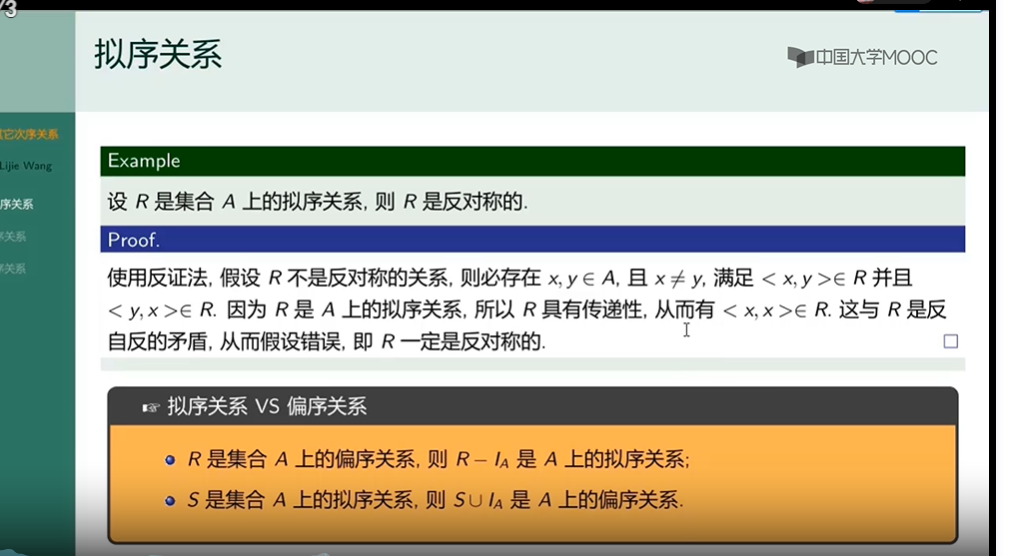 /3
拟序关系
中国大学MOOC
其它次序关系
Lijie Wang
序关系
序关系
序关系
Example
设 R 是集合 A 上的拟序关系, 则 R 是反对称的.
Proof.
使用反证法, 假设 R 不是反对称的关系, 则必存在 x, y ∈ A, 且 x ≠ y, 满足 < x, y >∈ R 并且
< y, x >∈ R. 因为 R 是 A 上的拟序关系, 所以 R 具有传递性, 从而有 < x, x >∈ R. 这与 R 是反
自反的矛盾, 从而假设错误, 即 R 一定是反对称的.
☞ 拟序关系 VS 偏序关系
R 是集合 A 上的偏序关系, 则 R − I_A 是 A 上的拟序关系;
S 是集合 A 上的拟序关系, 则 S ∪ I_A 是 A 上的偏序关系.